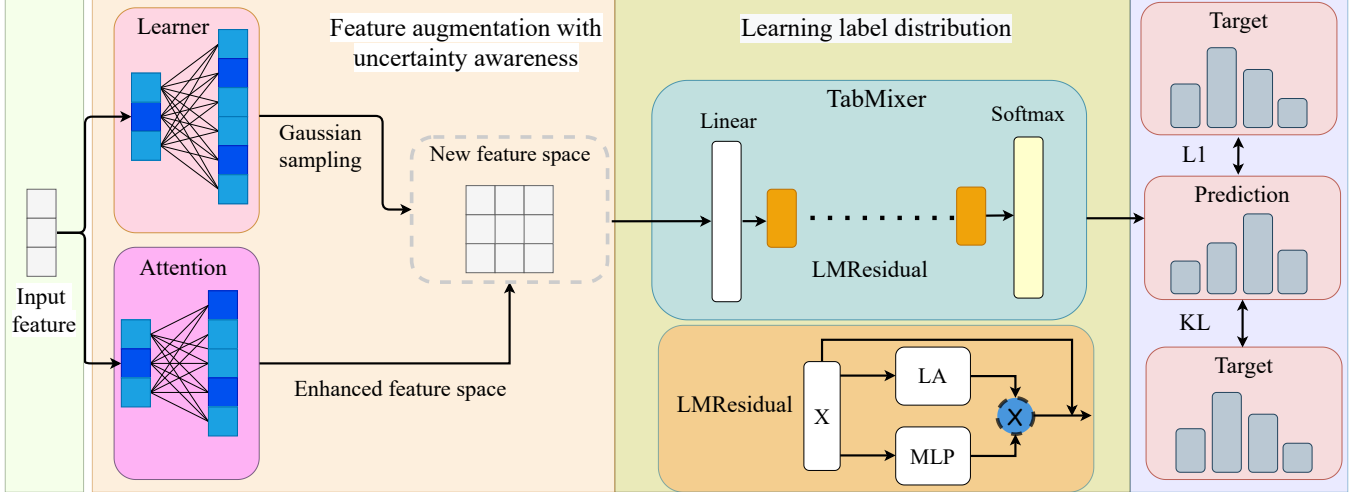 Input
feature
Learner
Attention
Feature augmentation with
uncertainty awareness
Gaussian
sampling
New feature space
Enhanced feature space
Learning label distribution
TabMixer
Linear
Softmax
LMResidual
LMResidual
X
LA
MLP
X
Target
L1
Prediction
KL
Target